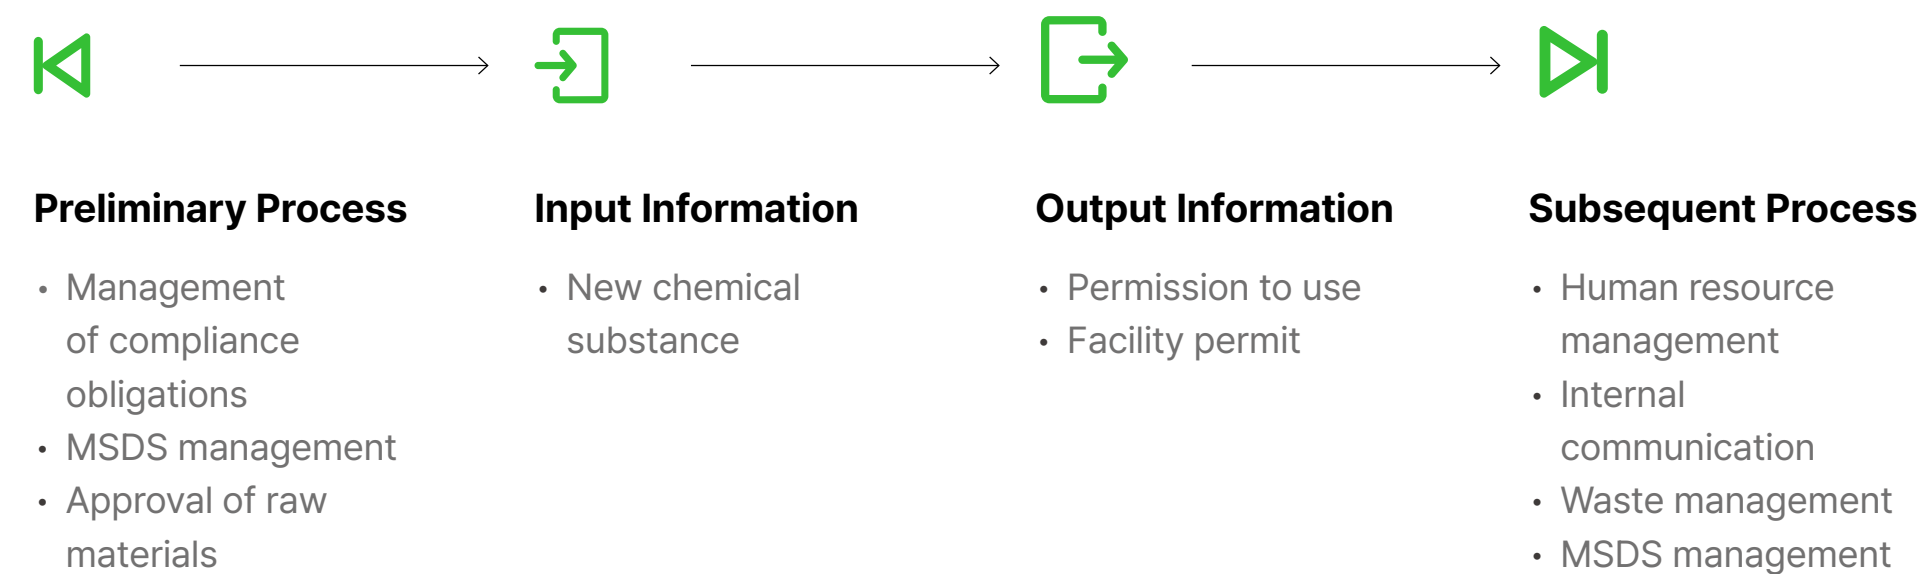 Preliminary Process
• Management
of compliance
obligations
• MSDS management
• Approval of raw
materials
Input Information
• New chemical
substance
Output Information
• Permission to use
• Facility permit
Subsequent Process
• Human resource
management
• Internal
communication
• Waste management
• MSDS management